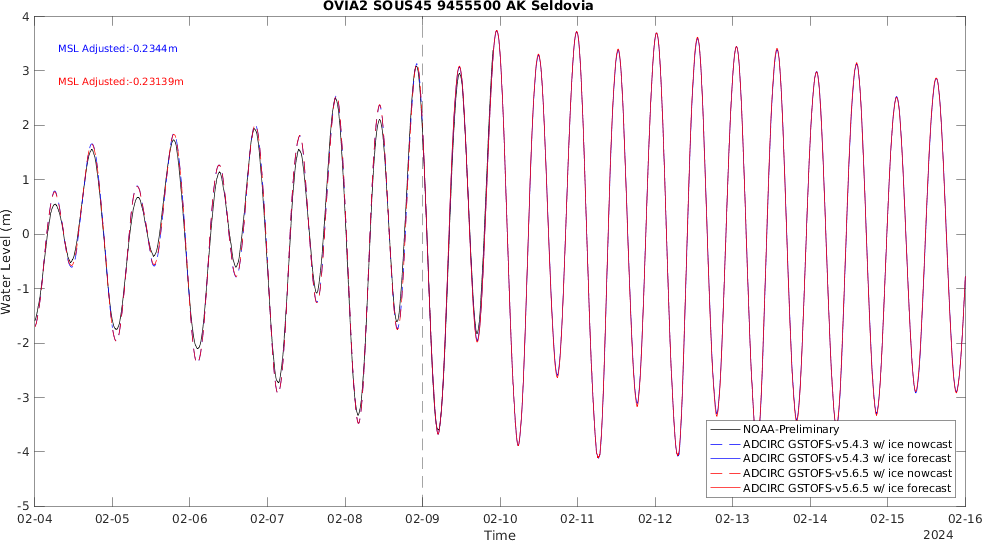 OVIA2 SOUS45 9455500 AK Seldovia
MSL Adjusted:-0.2344m
MSL Adjusted:-0.23139m
4
3
2
1
0
-1
-2
-3
-4
-5
Water Level (m)
NOAA-Preliminary
ADCIRC GSTOFS-v5.4.3 w/ ice nowcast
ADCIRC GSTOFS-v5.4.3 w/ ice forecast
ADCIRC GSTOFS-v5.6.5 w/ ice nowcast
ADCIRC GSTOFS-v5.6.5 w/ ice forecast
02-04 02-05 02-06 02-07 02-08 02-09 02-10 02-11 02-12 02-13 02-14 02-15 02-16
Time
2024